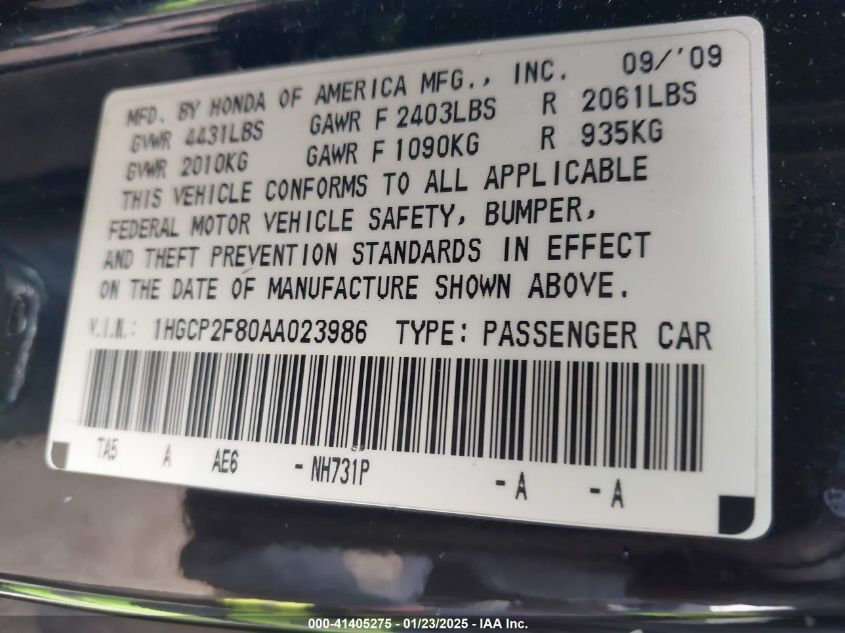 MFD. BY HONDA OF AMERICA MFG., INC. 09/'09
GVWR 4431LBS GAWR F 2403LBS R 2061LBS
GVWR 2010KG GAWR F 1090KG R 935KG
THIS VEHICLE CONFORMS TO ALL APPLICABLE
FEDERAL MOTOR VEHICLE SAFETY, BUMPER,
AND THEFT PREVENTION STANDARDS IN EFFECT
ON THE DATE OF MANUFACTURE SHOWN ABOVE.
V.I.N.: 1HGCP2F80AA023986 TYPE: PASSENGER CAR
TA5 A AE6 - NH731P - A - A
000-41405275 - 01/23/2025 - IAA Inc.